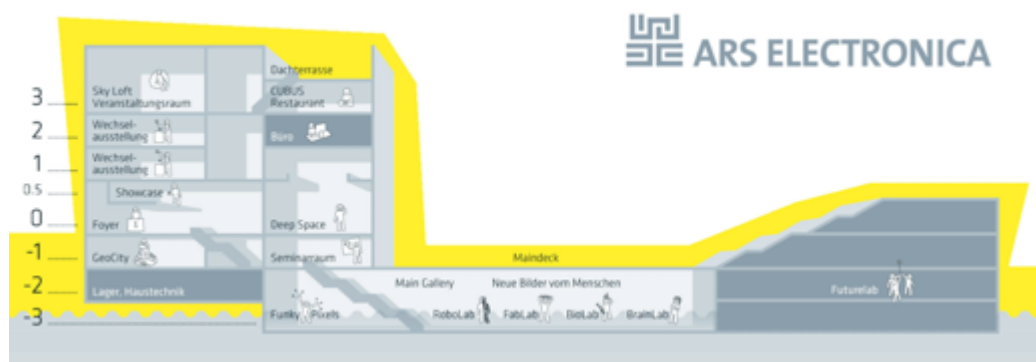 ARS ELECTRONICA
Dachterrasse
3
Sky Loft
Veranstaltungsraum
CUBUS
Restaurant
2
Wechsel-
ausstellung
Büro
1
Wechsel-
ausstellung
0.5
Showcase
0
Foyer
Deep Space
-1
GeoCity
Seminarraum
Maindeck
-2
Lager, Haustechnik
Main Gallery
Neue Bilder vom Menschen
Futurelab
-3
Funky Pixels
RoboLab
FabLab
BioLab
BrainLab